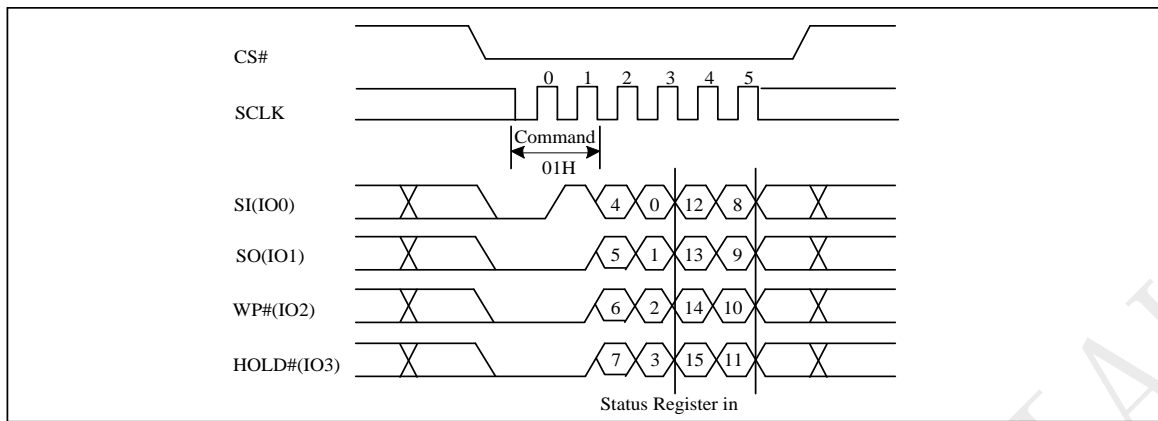 CS#
0 1 2 3 4 5
SCLK
Command
01H
SI(IO0) 4 0 12 8
SO(IO1) 5 1 13 9
WP#(IO2) 6 2 14 10
HOLD#(IO3) 7 3 15 11
Status Register in